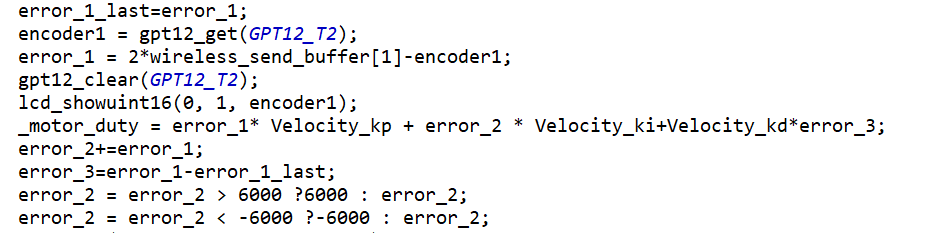 error_1_last=error_1;
encoder1 = gpt12_get(GPT12_T2);
error_1 = 2*wireless_send_buffer[1]-encoder1;
gpt12_clear(GPT12_T2);
lcd_showuint16(0, 1, encoder1);
_motor_duty = error_1* Velocity_kp + error_2 * Velocity_ki+Velocity_kd*error_3;
error_2+=error_1;
error_3=error_1-error_1_last;
error_2 = error_2 > 6000 ?6000 : error_2;
error_2 = error_2 < -6000 ?-6000 : error_2;